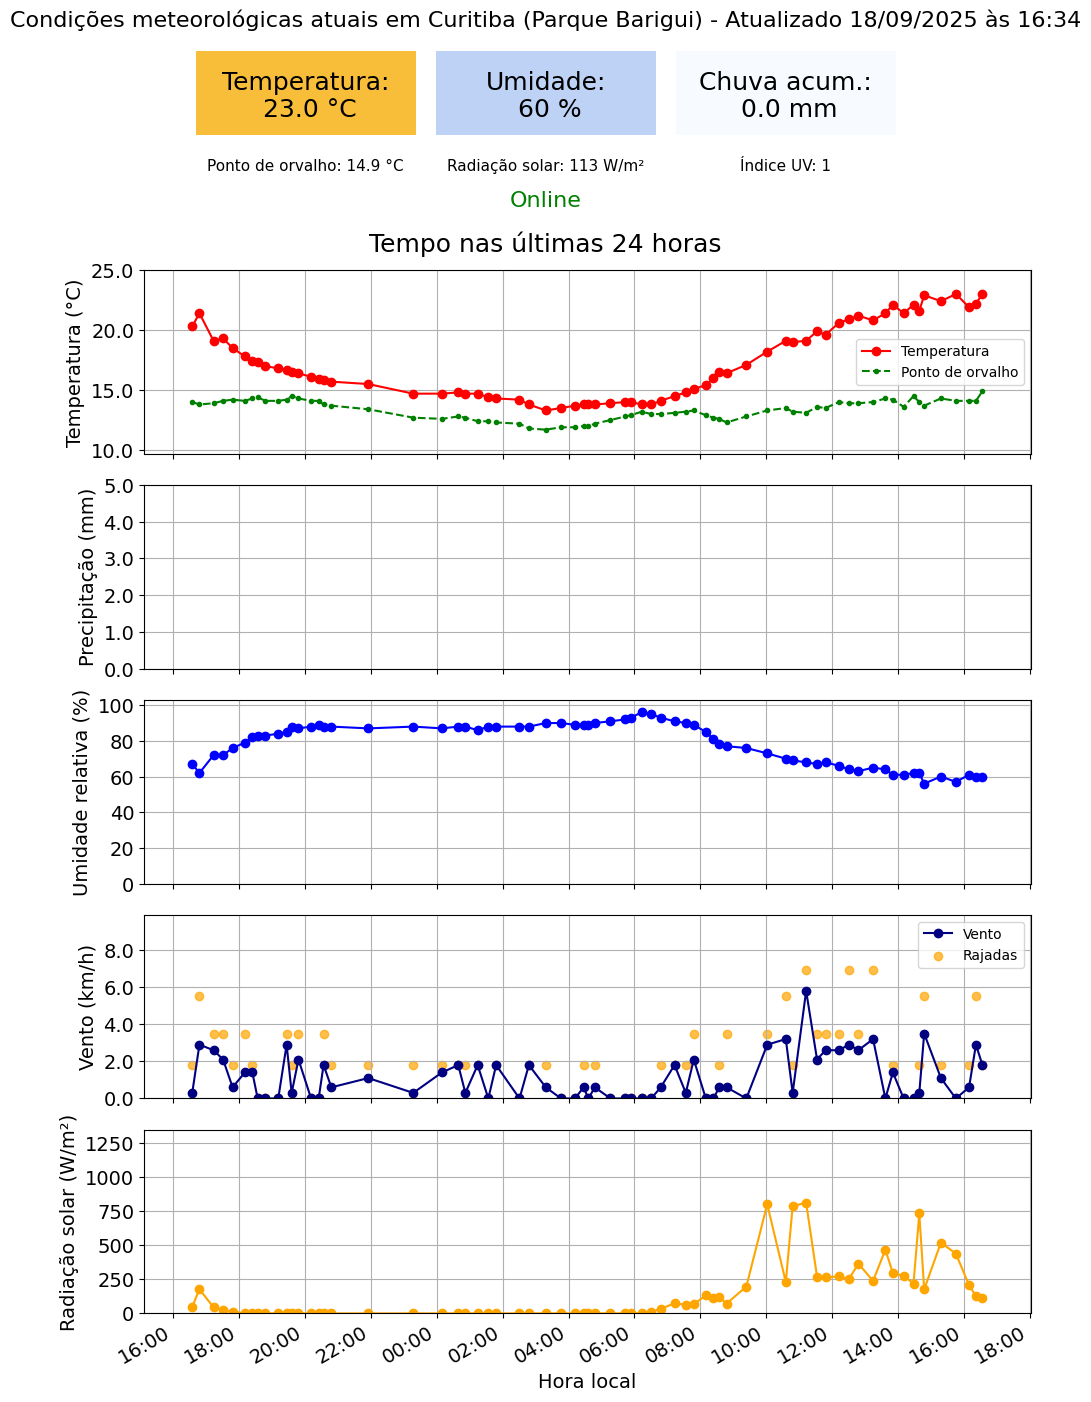 Condições meteorológicas atuais em Curitiba (Parque Barigui) - Atualizado 18/09/2025 às 16:34
Temperatura:
23.0 °C
Umidade:
60 %
Chuva acum.:
0.0 mm
Ponto de orvalho: 14.9 °C
Radiação solar: 113 W/m²
Índice UV: 1
Online
Tempo nas últimas 24 horas
Temperatura (°C)
25.0
20.0
15.0
10.0
Temperatura
Ponto de orvalho
Precipitação (mm)
5.0
4.0
3.0
2.0
1.0
0.0
Umidade relativa (%)
100
80
60
40
20
0
Vento (km/h)
8.0
6.0
4.0
2.0
0.0
Vento
Rajadas
Radiação solar (W/m²)
1250
1000
750
500
250
0
16:00
18:00
20:00
22:00
00:00
02:00
04:00
06:00
08:00
10:00
12:00
14:00
16:00
18:00
Hora local